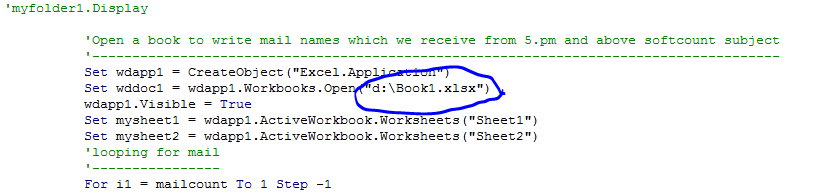 'myfolder1.Display
'Open a book to write mail names which we receive from 5.pm and above softcount subject
'--------------------------------------------------------------------------------------
Set wdapp1 = CreateObject("Excel.Application")
Set wddoc1 = wdapp1.Workbooks.Open("d:\Book1.xlsx")
wdapp1.Visible = True
Set mysheet1 = wdapp1.ActiveWorkbook.Worksheets("Sheet1")
Set mysheet2 = wdapp1.ActiveWorkbook.Worksheets("Sheet2")
'looping for mail
'----------------
For i1 = mailcount To 1 Step -1